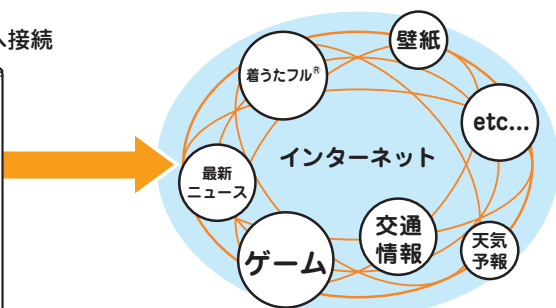 へ接続
壁紙
着うたフル®
etc...
インターネット
最新
ニュース
交通
情報
天気
予報
ゲーム